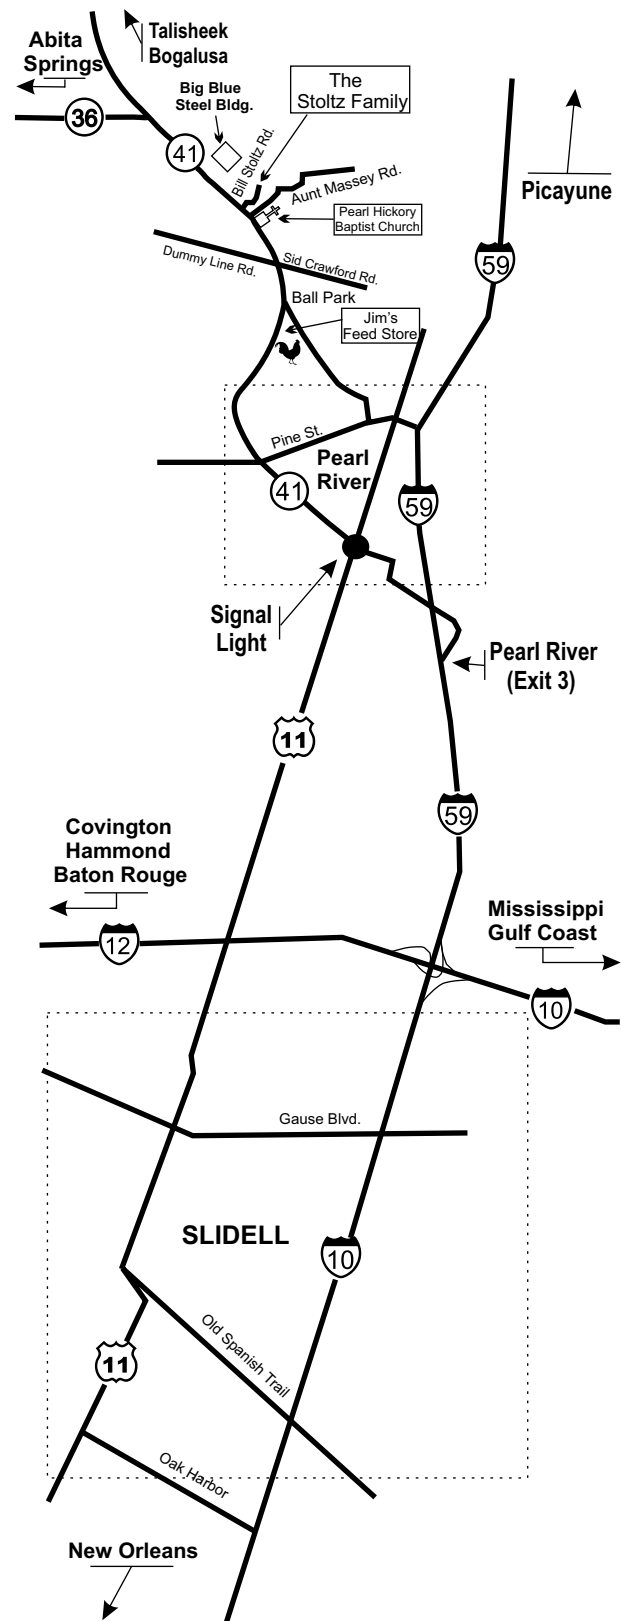 Talisheek
Bogalusa
Abita
Springs
Big Blue
Steel Bldg.
The
Stoltz Family
36
41
Bill Stoltz Rd.
Aunt Massey Rd.
Picayune
Pearl Hickory
Baptist Church
59
Dummy Line Rd.
Sid Crawford Rd.
Ball Park
Jim's
Feed Store
Pine St.
Pearl
River
41
59
Signal
Light
Pearl River
(Exit 3)
11
59
Covington
Hammond
Baton Rouge
Mississippi
Gulf Coast
12
10
Gause Blvd.
SLIDELL
10
Old Spanish Trail
11
Oak Harbor
New Orleans